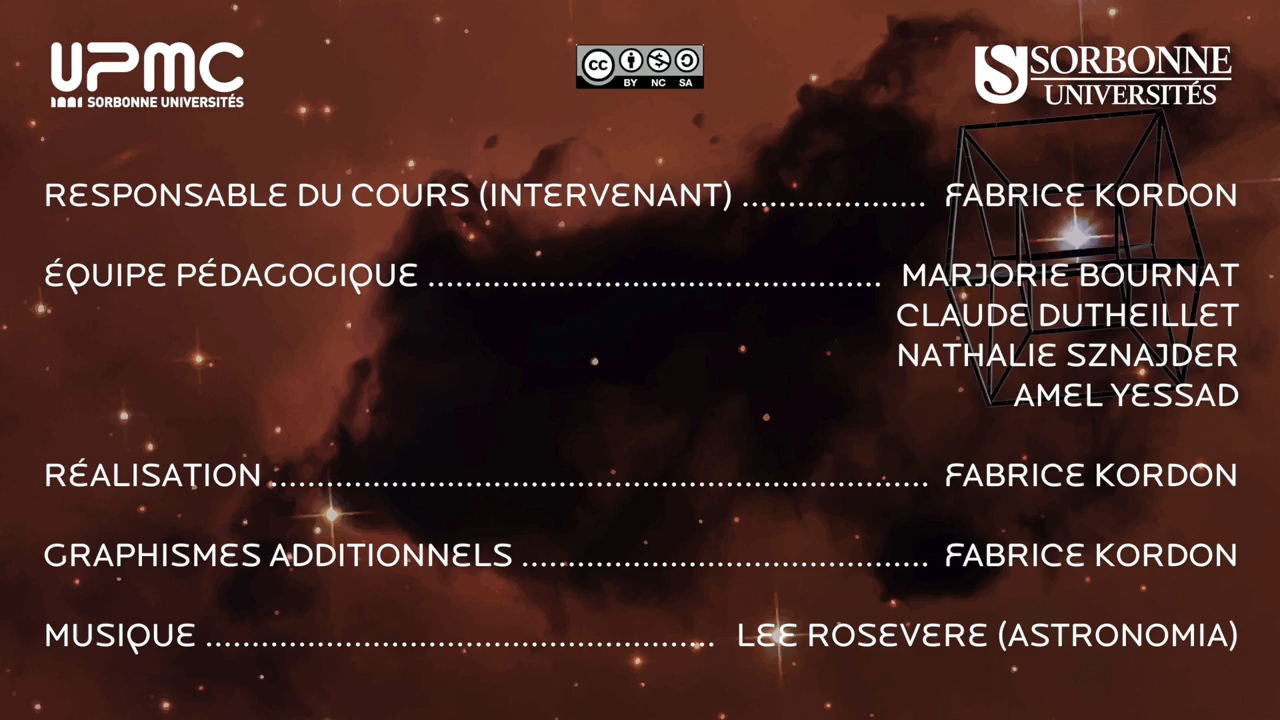 UPMC
SORBONNE UNIVERSITÉS
cc
BY NC SA
SORBONNE
UNIVERSITÉS
RESPONSABLE DU COURS (INTERVENANT) .................... FABRICE KORDON
ÉQUIPE PÉDAGOGIQUE ................................................. MARJORIE BOURNAT
CLAUDE DUTHEILLET
NATHALIE SZNAJDER
AMEL YESSAD
RÉALISATION ....................................................................... FABRICE KORDON
GRAPHISMES ADDITIONNELS ............................................ FABRICE KORDON
MUSIQUE ....................................................... LEE ROSEVERE (ASTRONOMIA)